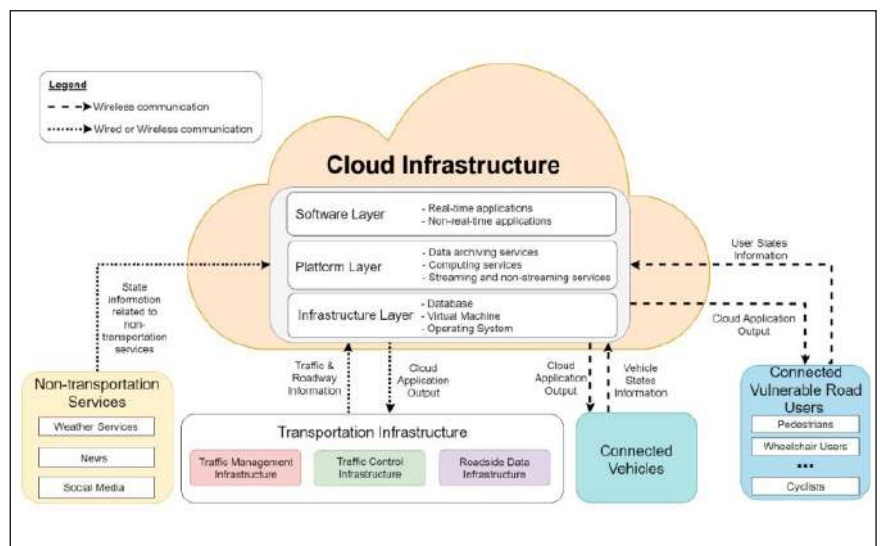 Legend
Wireless communication
Wired or Wireless communication
Cloud Infrastructure
Software Layer
- Real-time applications
- Non-real-time applications
Platform Layer
- Data archiving services
- Computing services
- Streaming and non-streaming services
Infrastructure Layer
- Database
- Virtual Machine
- Operating System
State
information
related to
non-
transportation
services
User States
Information
Cloud Application
Output
Traffic &
Roadway
Information
Cloud
Application
Output
Cloud
Application
Output
Vehicle
States
Information
Non-transportation
Services
Weather Services
News
Social Media
Transportation Infrastructure
Traffic Management
Infrastructure
Traffic Control
Infrastructure
Roadside Data
Infrastructure
Connected
Vehicles
Connected
Vulnerable Road
Users
Pedestrians
Wheelchair Users
...
Cyclists